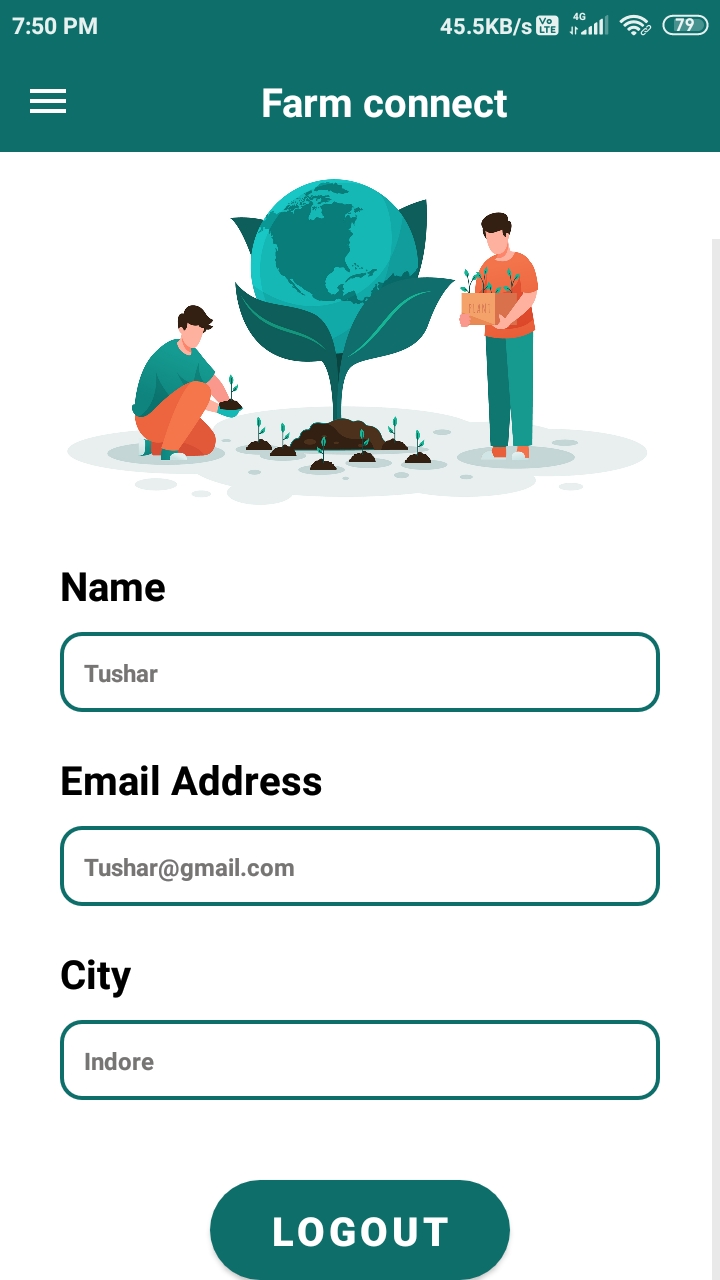 7:50 PM 45.5KB/s Vo LTE 4G 79
Farm connect
PLANT
Name
Tushar
Email Address
Tushar@gmail.com
City
Indore
LOGOUT